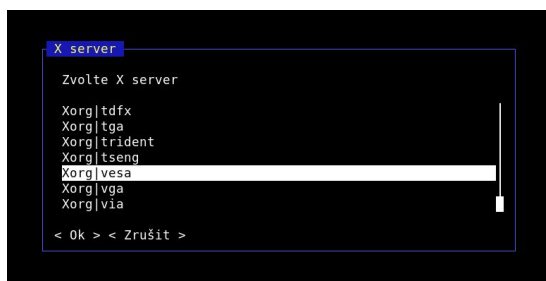 X server
Zvolte X server
Xorg|tdfx
Xorg|tga
Xorg|trident
Xorg|tseng
Xorg|vesa
Xorg|vga
Xorg|via
< Ok > < Zrušit >